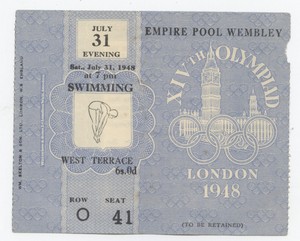 JULY
31
EVENING
Sat., July 31, 1948
at 7 pm
SWIMMING
WEST TERRACE
6s.0d
ROW SEAT
O 41
EMPIRE POOL WEMBLEY
XIVTH OLYMPIAD
LONDON
1948
(TO BE RETAINED)